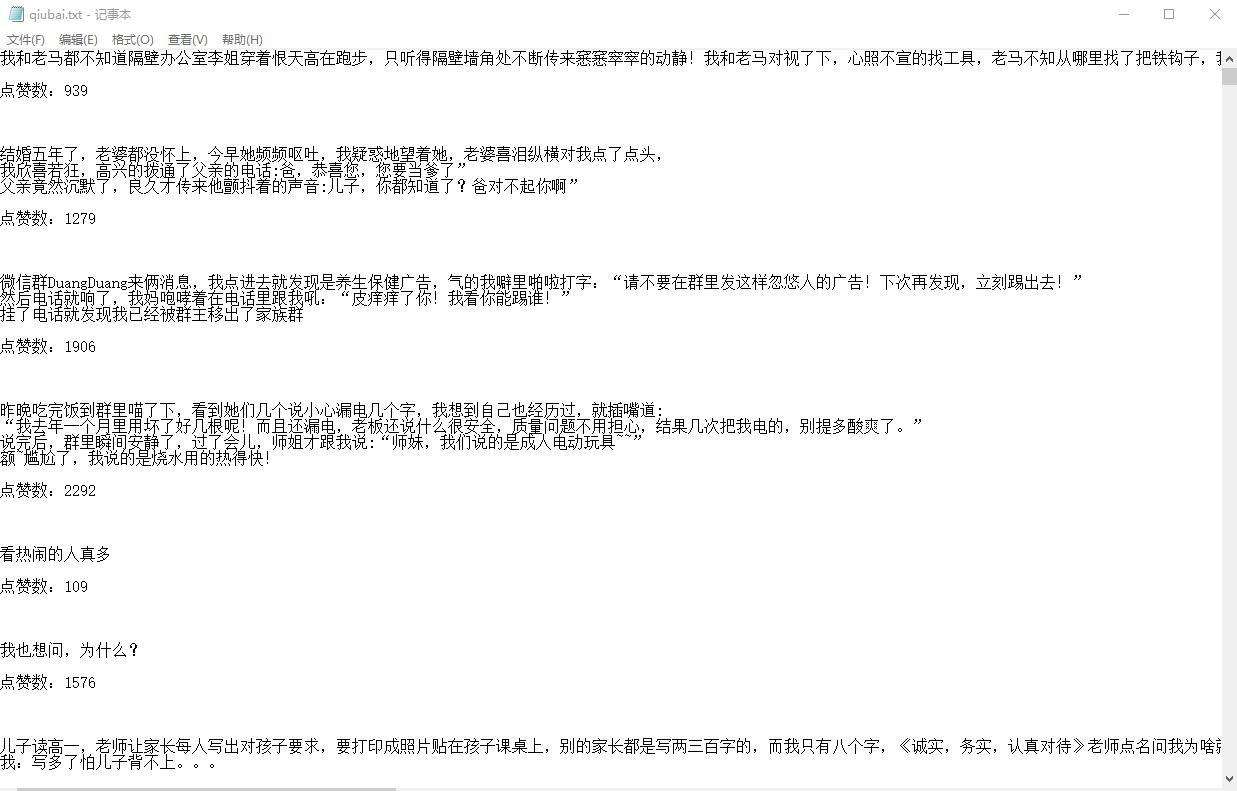 qiubai.txt - 记事本
文件(F) 编辑(E) 格式(O) 查看(V) 帮助(H)
我和老马都不知道隔壁办公室李姐穿着恨天高在跑步，只听得隔壁墙角处不断传来窸窸窣窣的动静！我和老马对视了下，心照不宣的找工具，老马不知从哪里找了把铁钩子，
点赞数：939
结婚五年了，老婆都没怀上，今早她频频呕吐，我疑惑地望着她，老婆喜泪纵横对我点了点头，
我欣喜若狂，高兴的拨通了父亲的电话:爸，恭喜您，您要当爹了”
父亲竟然沉默了，良久才传来他颤抖着的声音:儿子，你都知道了？爸对不起你啊”
点赞数：1279
微信群DuangDuang来俩消息，我点进去就发现是养生保健广告，气的我噼里啪啦打字：“请不要在群里发这样忽悠人的广告！下次再发现，立刻踢出去！”
然后电话就响了，我妈咆哮着在电话里跟我吼：“皮痒痒了你！我看你能踢谁！”
挂了电话就发现我已经被群主移出了家族群
点赞数：1906
昨晚吃完饭到群里喵了下，看到她们几个说小心漏电几个字，我想到自己也经历过，就插嘴道：
“我去年一个月里用坏了好几根呢！而且还漏电，老板还说什么很安全，质量问题不用担心，结果几次把我电的，别提多酸爽了。”
说完后，群里瞬间安静了，过了会儿，师姐才跟我说:“师妹，我们说的是成人电动玩具~~”
额~尴尬了，我说的是烧水用的热得快！
点赞数：2292
看热闹的人真多
点赞数：109
我也想问，为什么？
点赞数：1576
儿子读高一，老师让家长每人写出对孩子要求，要打印成照片贴在孩子课桌上，别的家长都是写两三百字的，而我只有八个字，《诚实，务实，认真对待》老师点名问我为啥
我：写多了怕儿子背不上。。。